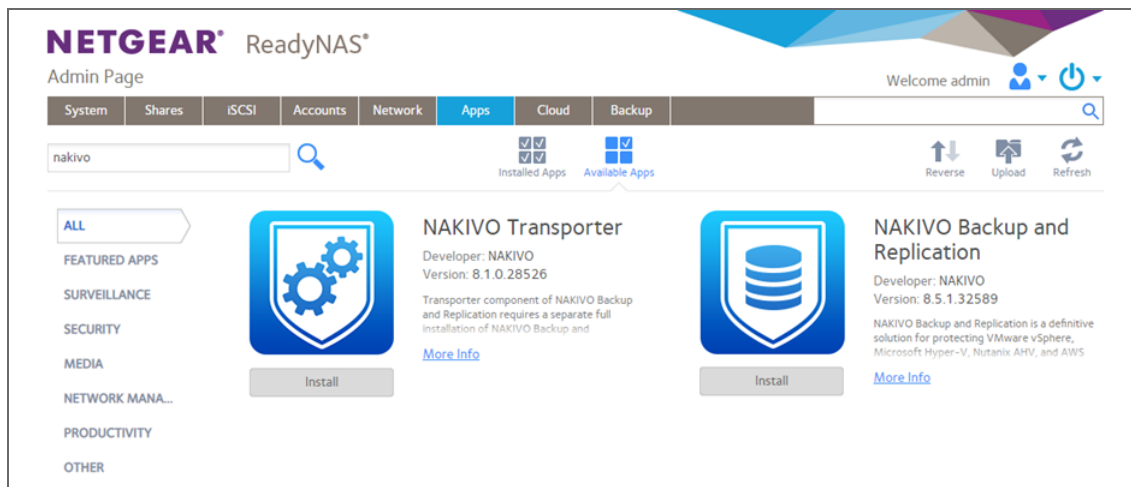 NETGEAR® ReadyNAS®
Admin Page
Welcome admin
System Shares iSCSI Accounts Network Apps Cloud Backup
nakivo
Installed Apps Available Apps
Reverse Upload Refresh
ALL
FEATURED APPS
SURVEILLANCE
SECURITY
MEDIA
NETWORK MANA...
PRODUCTIVITY
OTHER
NAKIVO Transporter
Developer: NAKIVO
Version: 8.1.0.28526
Transporter component of NAKIVO Backup
and Replication requires a separate full
installation of NAKIVO Backup and
More Info
Install
NAKIVO Backup and
Replication
Developer: NAKIVO
Version: 8.5.1.32589
NAKIVO Backup and Replication is a definitive
solution for protecting VMware vSphere,
Microsoft Hyper-V, Nutanix AHV, and AWS
More Info
Install